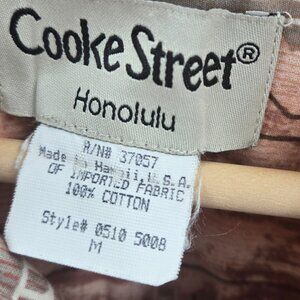 Cooke Street®
Honolulu
R/N# 37057
Made in Hawaii, U.S.A.
OF IMPORTED FABRIC
100% COTTON
Style# 0510 5008
M